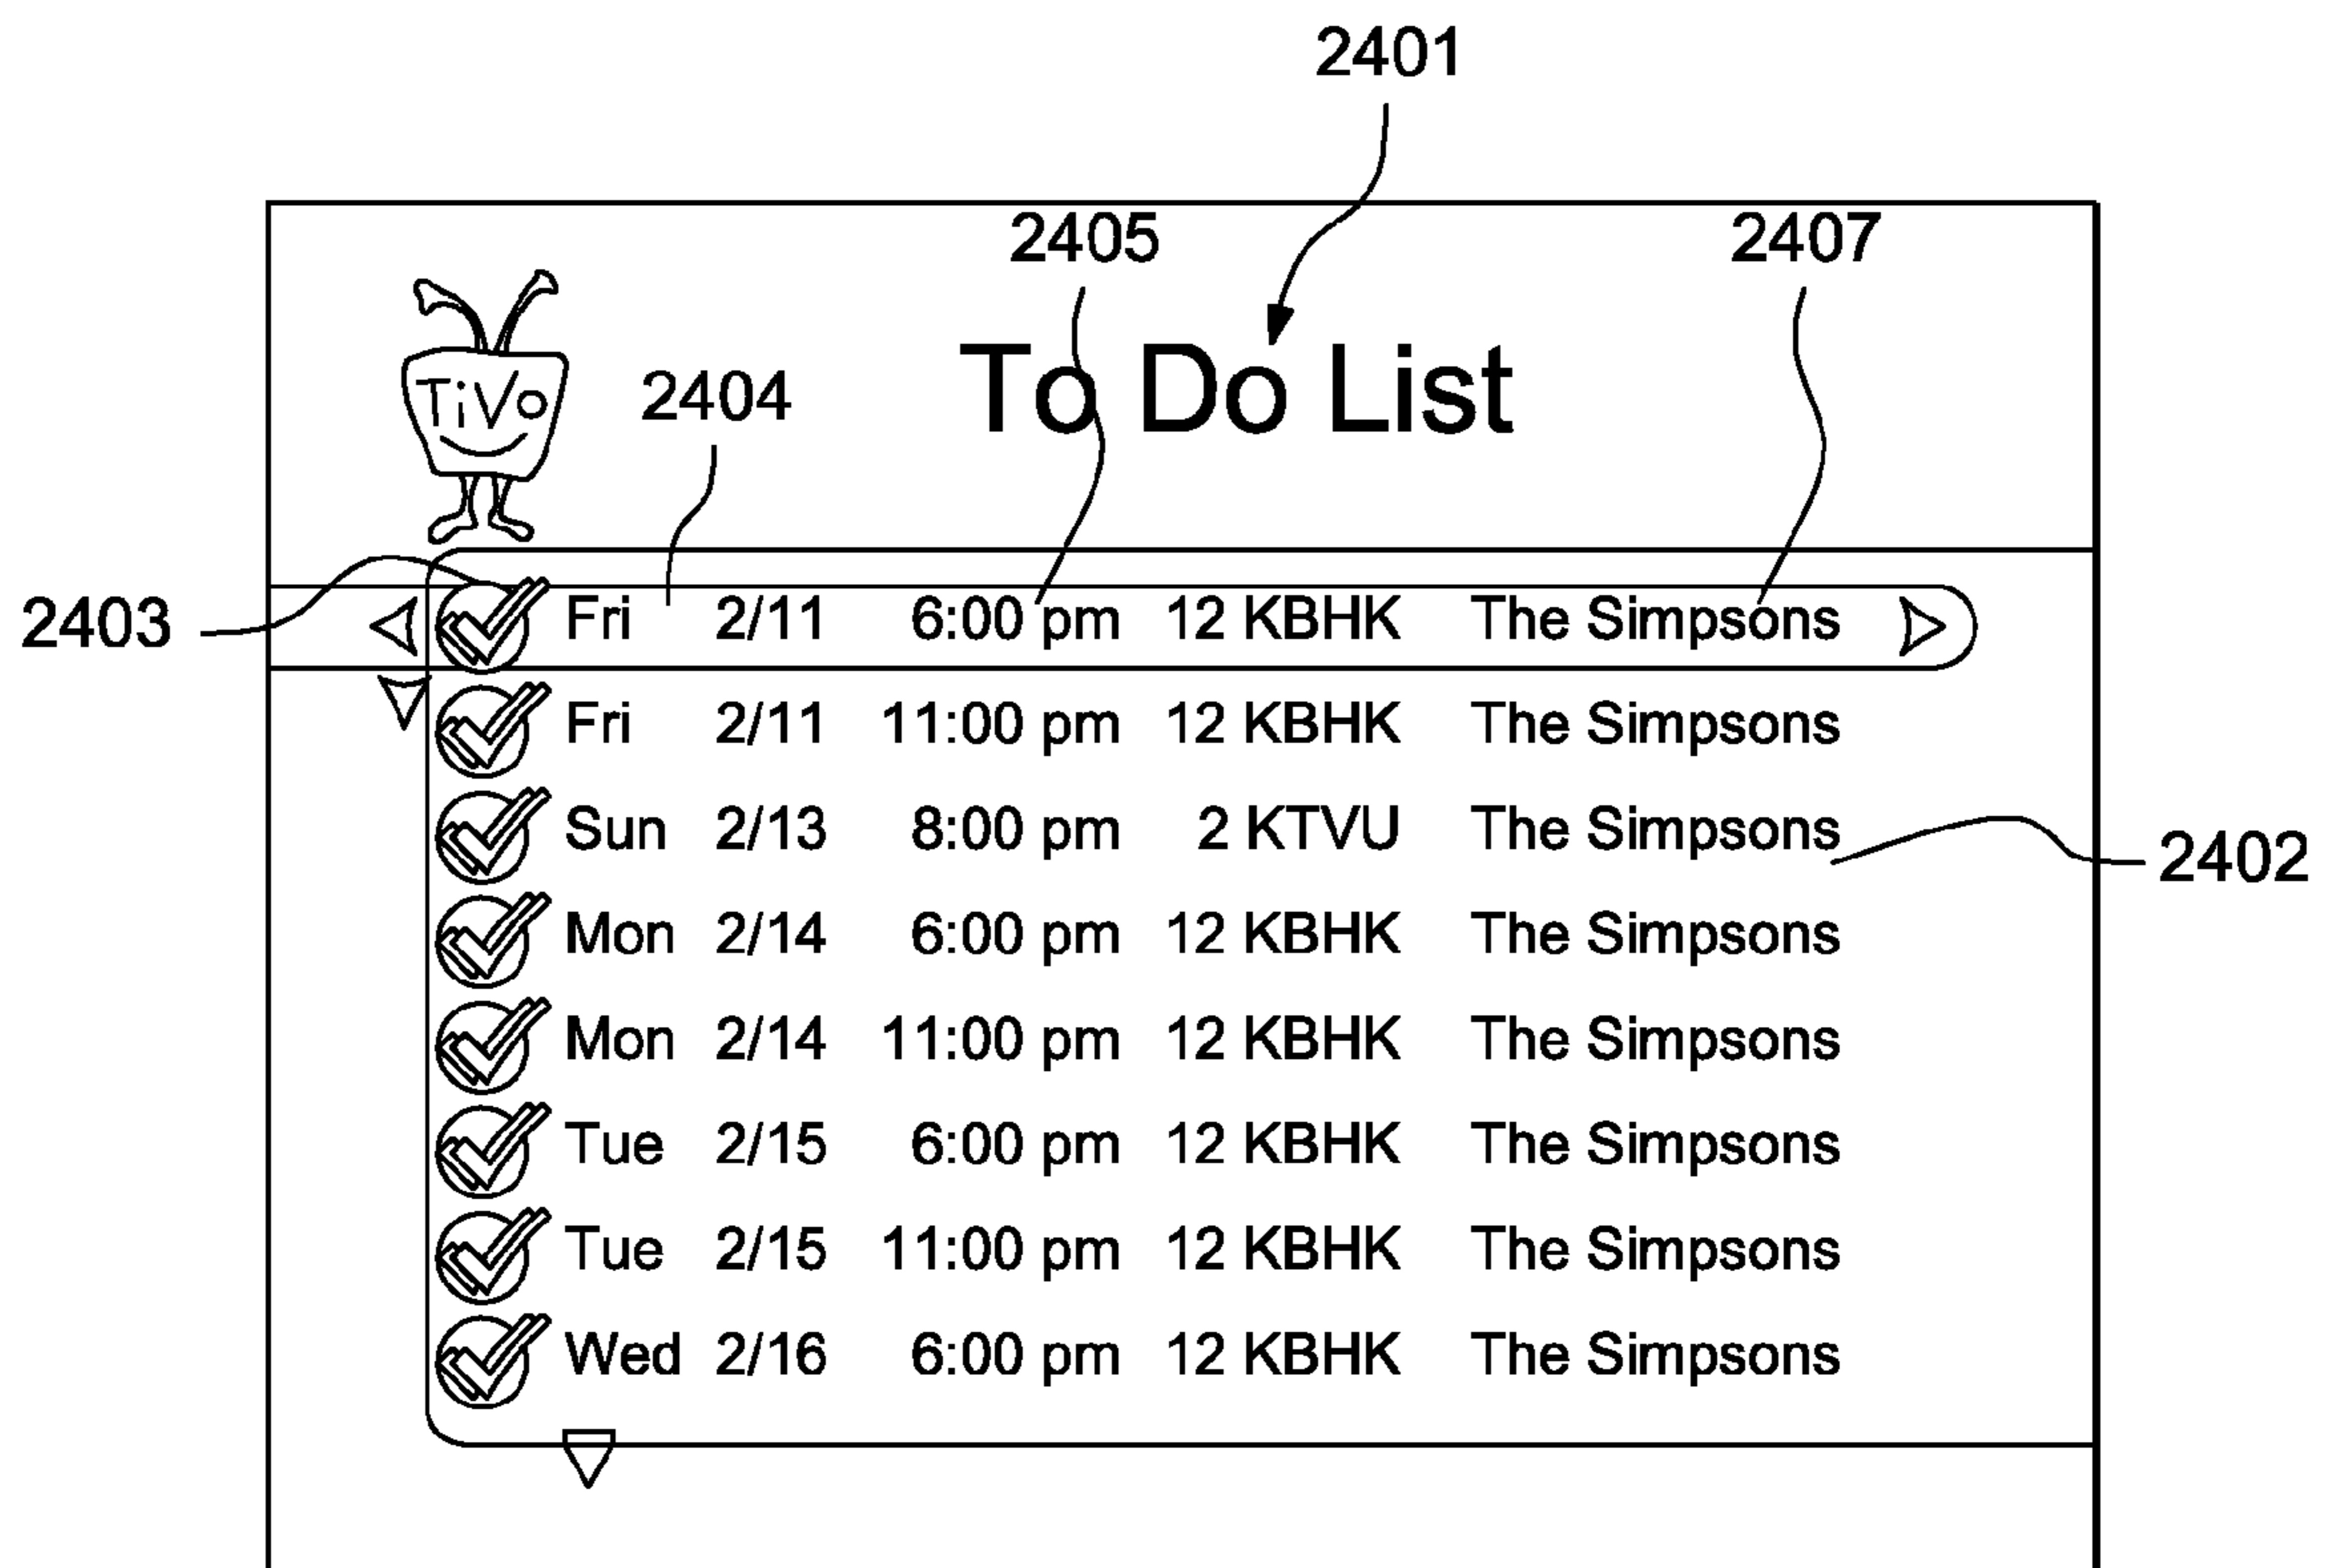 2401
2405
2407
TiVo
2404
To Do List
2403
Fri 2/11 6:00 pm 12 KBHK The Simpsons
Fri 2/11 11:00 pm 12 KBHK The Simpsons
Sun 2/13 8:00 pm 2 KTVU The Simpsons
2402
Mon 2/14 6:00 pm 12 KBHK The Simpsons
Mon 2/14 11:00 pm 12 KBHK The Simpsons
Tue 2/15 6:00 pm 12 KBHK The Simpsons
Tue 2/15 11:00 pm 12 KBHK The Simpsons
Wed 2/16 6:00 pm 12 KBHK The Simpsons